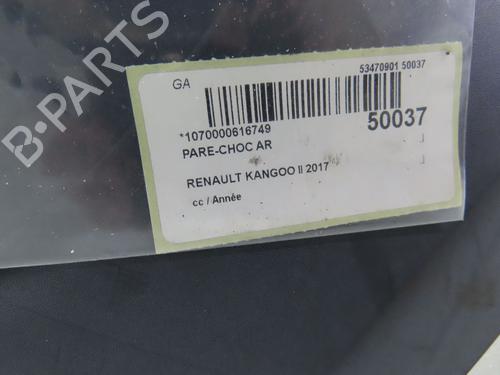 GA
53470901 50037
*1070000616749
50037
PARE-CHOC AR
RENAULT KANGOO II 2017
cc / Année
B-PARTS